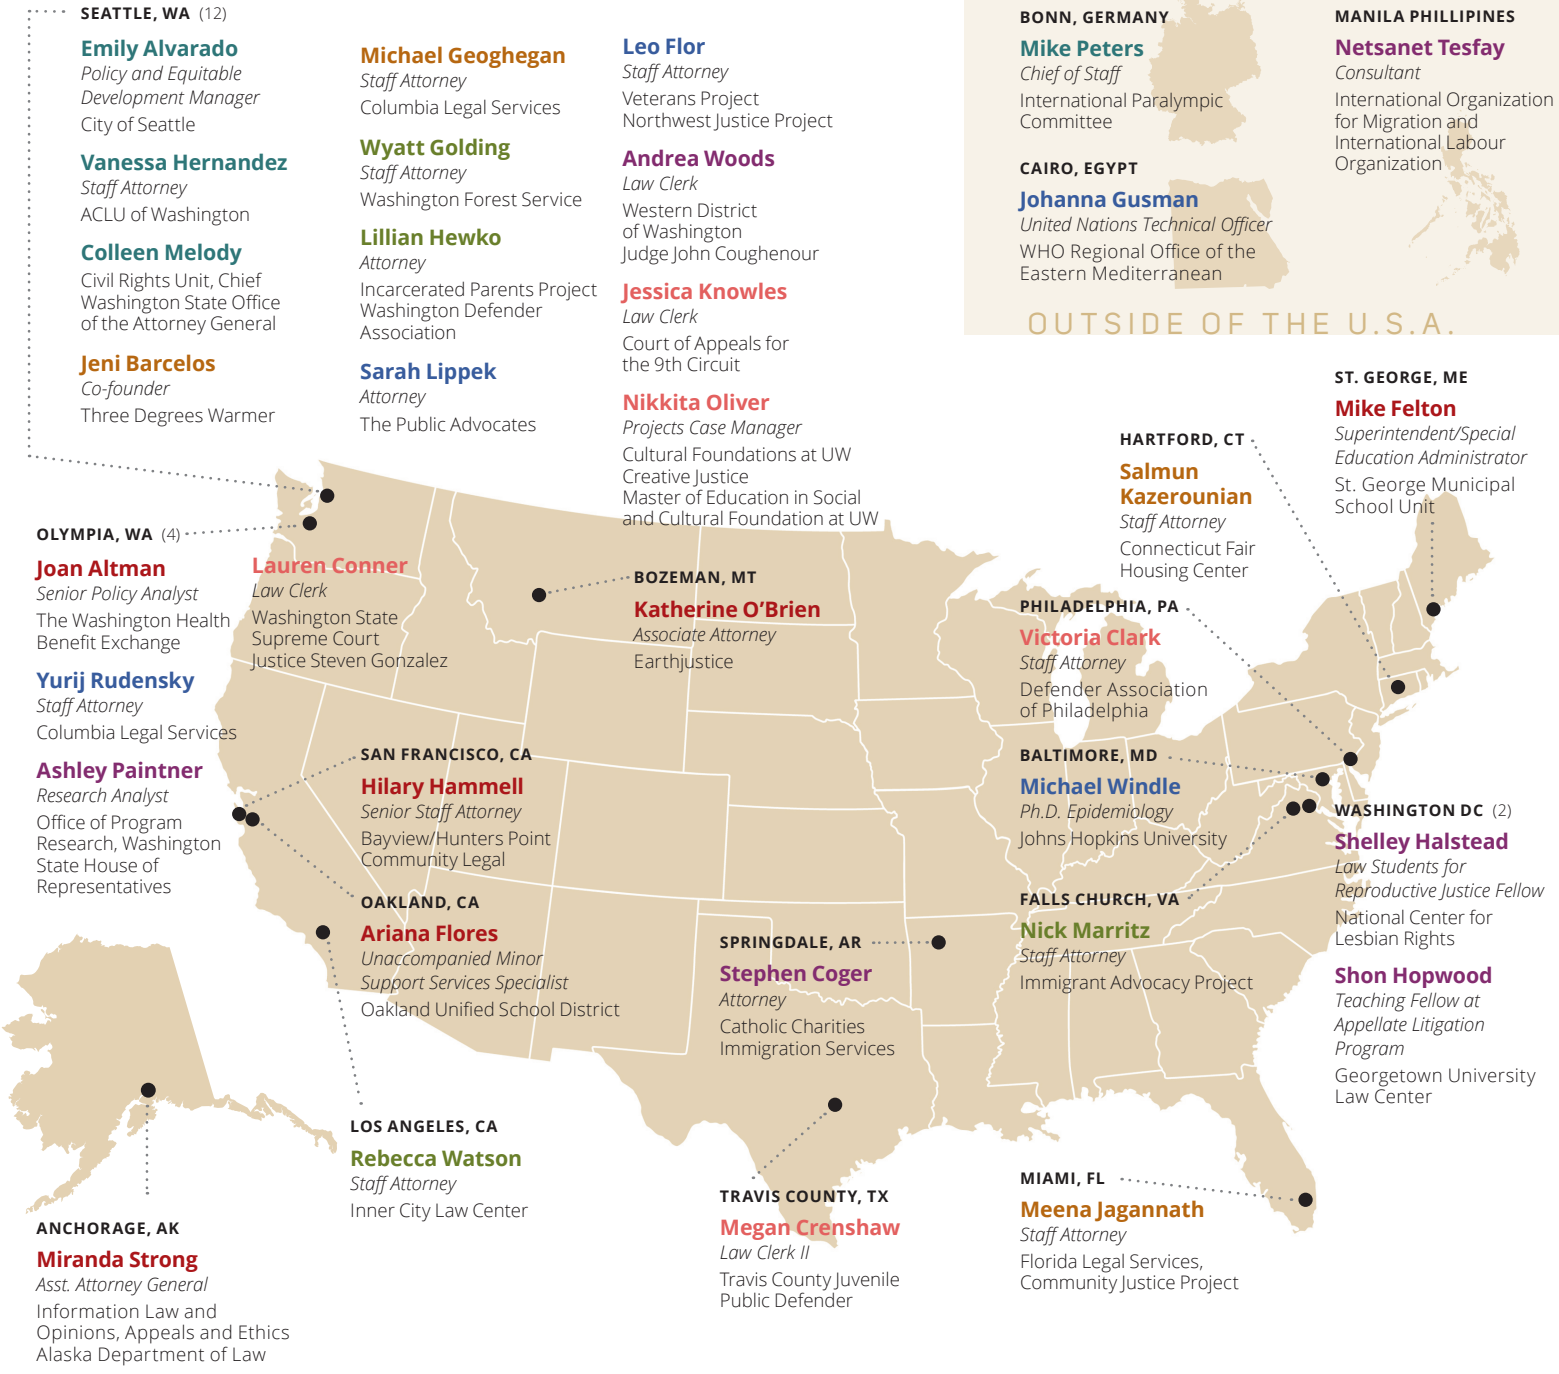 SEATTLE, WA (12)
Emily Alvarado
Policy and Equitable
Development Manager
City of Seattle
Vanessa Hernandez
Staff Attorney
ACLU of Washington
Colleen Melody
Civil Rights Unit, Chief
Washington State Office
of the Attorney General
Jeni Barcelos
Co-founder
Three Degrees Warmer
Michael Geoghegan
Staff Attorney
Columbia Legal Services
Wyatt Golding
Staff Attorney
Washington Forest Service
Lillian Hewko
Attorney
Incarcerated Parents Project
Washington Defender
Association
Sarah Lippek
Attorney
The Public Advocates
Leo Flor
Staff Attorney
Veterans Project
Northwest Justice Project
Andrea Woods
Law Clerk
Western District
of Washington
Judge John Coughenour
Jessica Knowles
Law Clerk
Court of Appeals for
the 9th Circuit
Nikkita Oliver
Projects Case Manager
Cultural Foundations at UW
Creative Justice
Master of Education in Social
and Cultural Foundation at UW
BONN, GERMANY
Mike Peters
Chief of Staff
International Paralympic
Committee
CAIRO, EGYPT
Johanna Gusman
United Nations Technical Officer
WHO Regional Office of the
Eastern Mediterranean
MANILA PHILLIPINES
Netsanet Tesfay
Consultant
International Organization
for Migration and
International Labour
Organization
OUTSIDE OF THE U.S.A.
ST. GEORGE, ME
Mike Felton
Superintendent/Special
Education Administrator
St. George Municipal
School Unit
HARTFORD, CT
Salmun
Kazerounian
Staff Attorney
Connecticut Fair
Housing Center
OLYMPIA, WA (4)
Joan Altman
Senior Policy Analyst
The Washington Health
Benefit Exchange
Yurij Rudensky
Staff Attorney
Columbia Legal Services
Ashley Paintner
Research Analyst
Office of Program
Research, Washington
State House of
Representatives
Lauren Conner
Law Clerk
Washington State
Supreme Court
Justice Steven Gonzalez
BOZEMAN, MT
Katherine O’Brien
Associate Attorney
Earthjustice
PHILADELPHIA, PA
Victoria Clark
Staff Attorney
Defender Association
of Philadelphia
SAN FRANCISCO, CA
Hilary Hammell
Senior Staff Attorney
Bayview/Hunters Point
Community Legal
BALTIMORE, MD
Michael Windle
Ph.D. Epidemiology
Johns Hopkins University
WASHINGTON DC (2)
Shelley Halstead
Law Students for
Reproductive Justice Fellow
National Center for
Lesbian Rights
Shon Hopwood
Teaching Fellow at
Appellate Litigation
Program
Georgetown University
Law Center
OAKLAND, CA
Ariana Flores
Unaccompanied Minor
Support Services Specialist
Oakland Unified School District
SPRINGDALE, AR
Stephen Coger
Attorney
Catholic Charities
Immigration Services
FALLS CHURCH, VA
Nick Marritz
Staff Attorney
Immigrant Advocacy Project
LOS ANGELES, CA
Rebecca Watson
Staff Attorney
Inner City Law Center
TRAVIS COUNTY, TX
Megan Crenshaw
Law Clerk II
Travis County Juvenile
Public Defender
MIAMI, FL
Meena Jagannath
Staff Attorney
Florida Legal Services,
Community Justice Project
ANCHORAGE, AK
Miranda Strong
Asst. Attorney General
Information Law and
Opinions, Appeals and Ethics
Alaska Department of Law